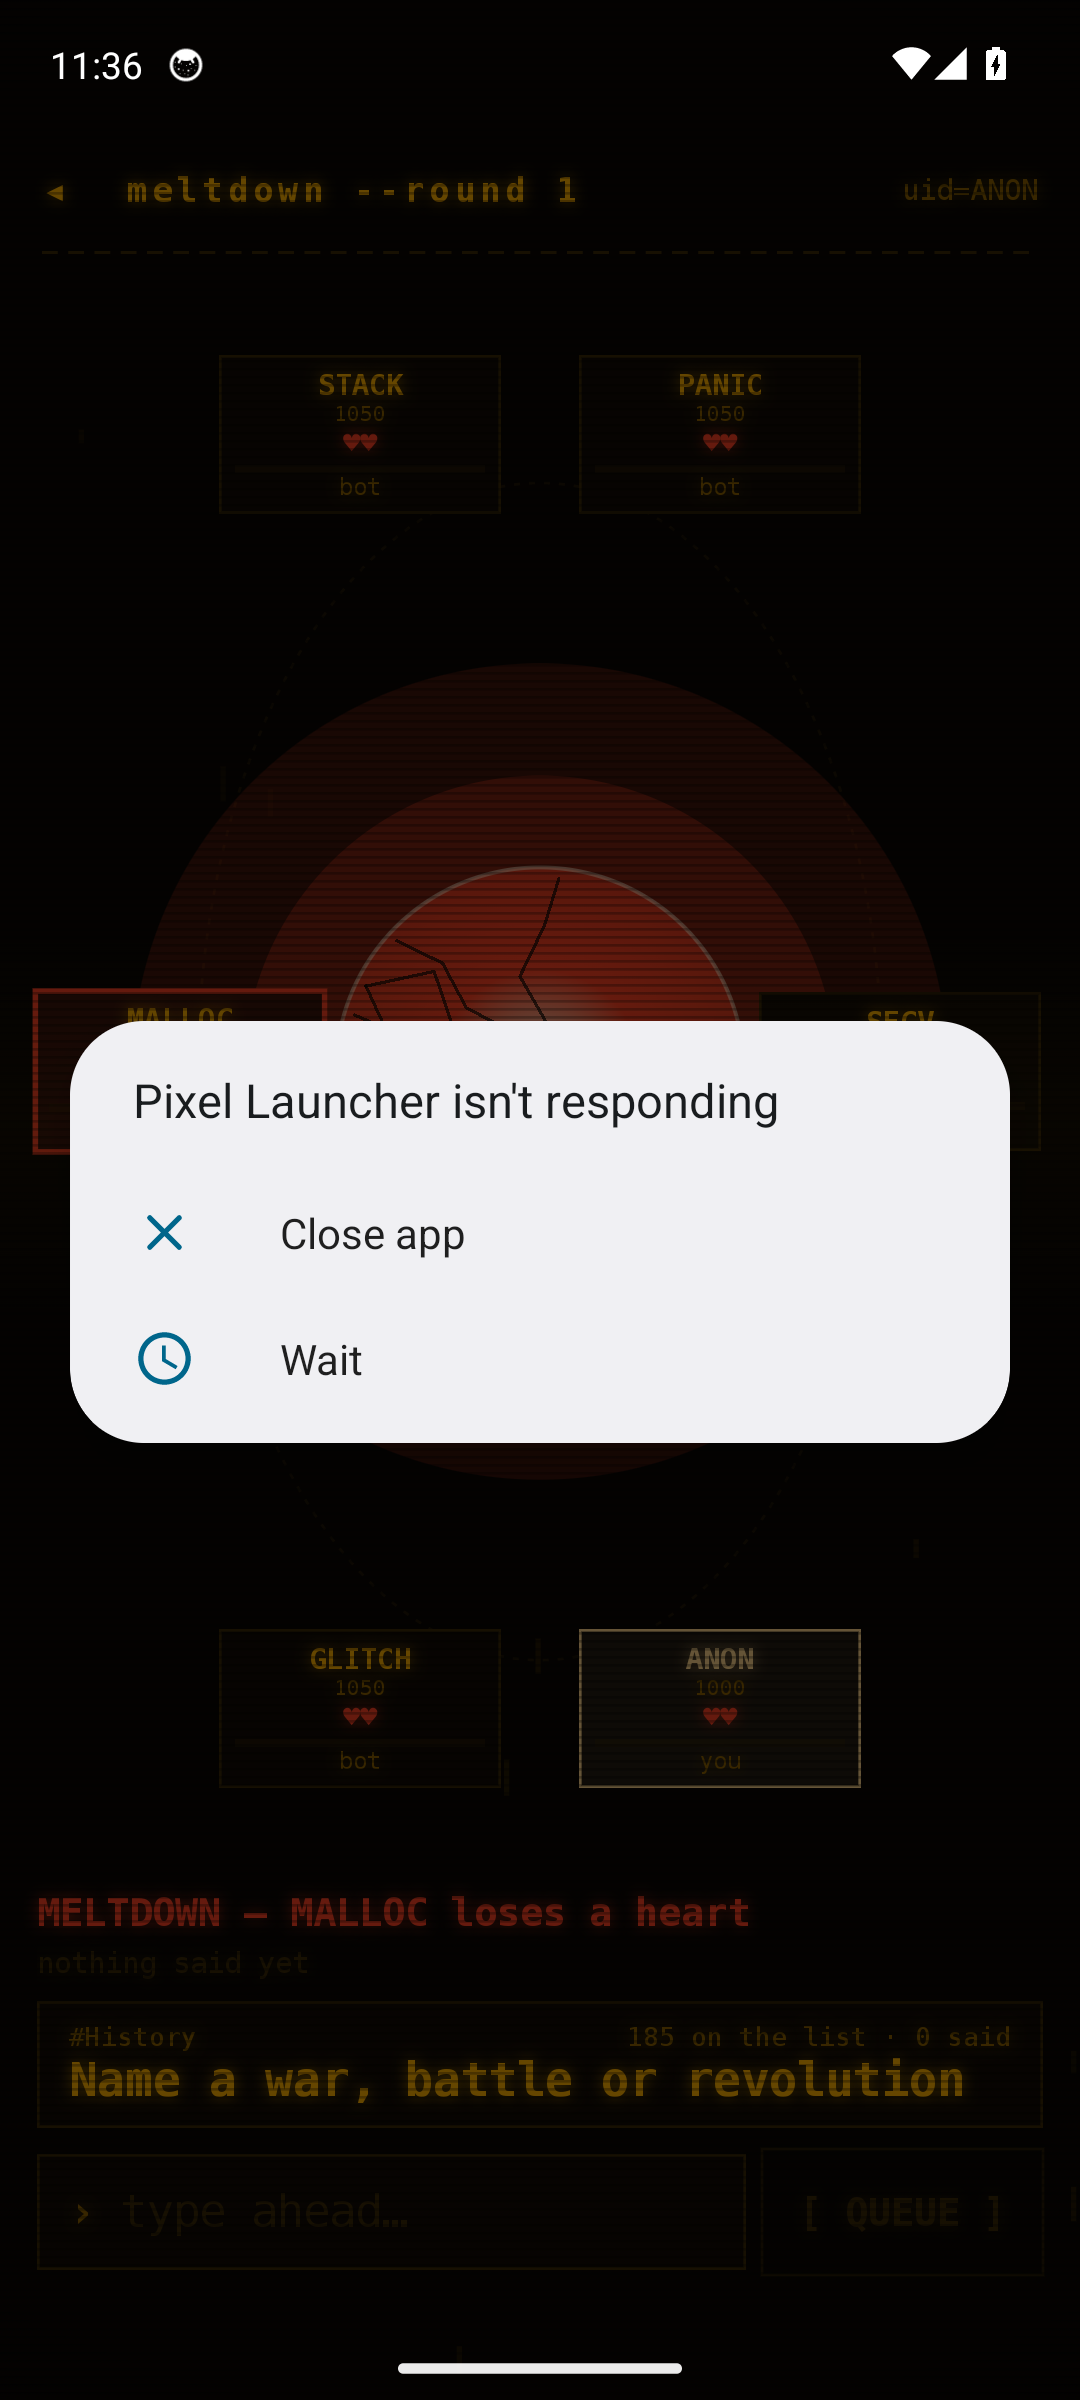 11:36
◂ meltdown --round 1 uid=ANON
STACK PANIC
1050 1050
♥♥ ♥♥
bot bot
MALLOC SEGV
Pixel Launcher isn't responding
Close app
Wait
GLITCH ANON
1050 1000
♥♥ ♥♥
bot you
MELTDOWN — MALLOC loses a heart
nothing said yet
#History 185 on the list · 0 said
Name a war, battle or revolution
› type ahead…
[ QUEUE ]